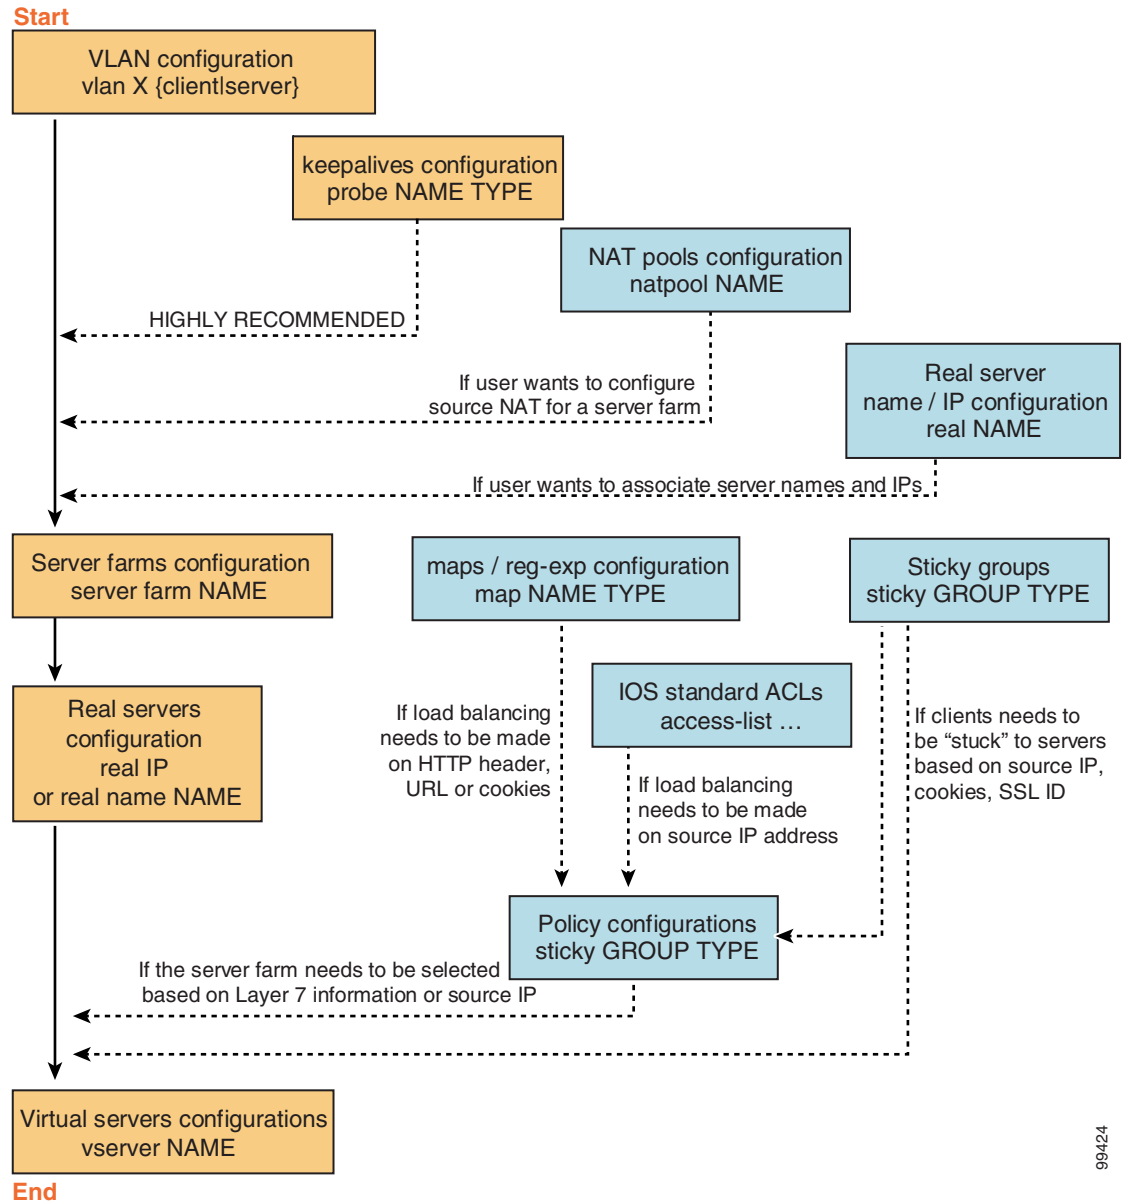 Start
VLAN configuration
vlan X {client|server}
keepalives configuration
probe NAME TYPE
NAT pools configuration
natpool NAME
HIGHLY RECOMMENDED
If user wants to configure
source NAT for a server farm
Real server
name / IP configuration
real NAME
If user wants to associate server names and IPs
Server farms configuration
server farm NAME
maps / reg-exp configuration
map NAME TYPE
Sticky groups
sticky GROUP TYPE
Real servers
configuration
real IP
or real name NAME
If load balancing
needs to be made
on HTTP header,
URL or cookies
IOS standard ACLs
access-list …
If load balancing
needs to be made
on source IP address
If clients needs to
be “stuck” to servers
based on source IP,
cookies, SSL ID
Policy configurations
sticky GROUP TYPE
If the server farm needs to be selected
based on Layer 7 information or source IP
Virtual servers configurations
vserver NAME
End
99424